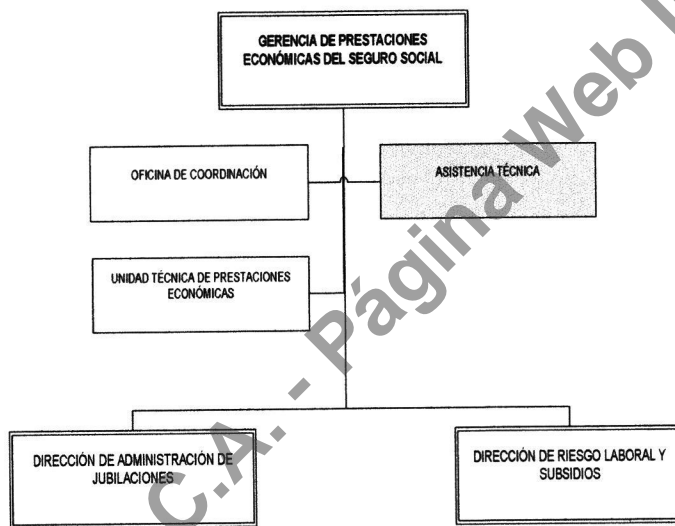 GERENCIA DE PRESTACIONES
ECONÓMICAS DEL SEGURO SOCIAL
OFICINA DE COORDINACIÓN
ASISTENCIA TÉCNICA
UNIDAD TÉCNICA DE PRESTACIONES
ECONÓMICAS
DIRECCIÓN DE ADMINISTRACIÓN DE
JUBILACIONES
DIRECCIÓN DE RIESGO LABORAL Y
SUBSIDIOS
C.A. - Página Web